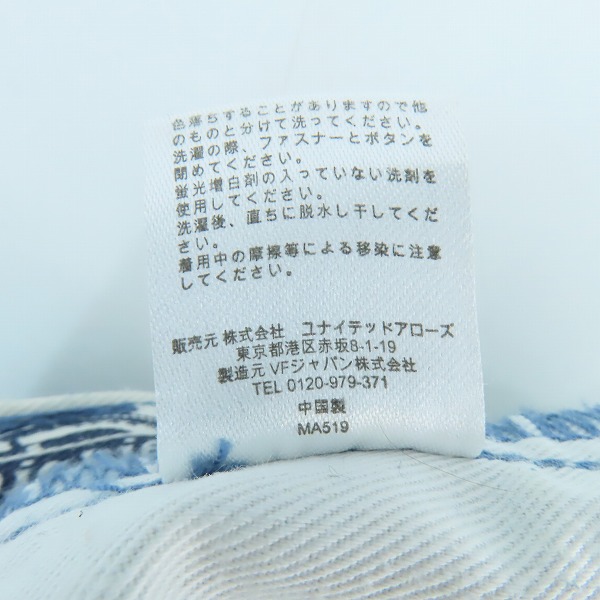 色落ちすることがありますので他
のものと分けて洗ってください。
洗濯の際、ファスナーとボタンを
閉めてください。
蛍光増白剤の入っていない洗剤を
使用してください。
洗濯後、直ちに脱水し干してくだ
さい。
着用中の摩擦等による移染に注意
してください。
販売元 株式会社 ユナイテッドアローズ
東京都港区赤坂8-1-19
製造元 VFジャパン株式会社
TEL 0120-979-371
中国製
MA519